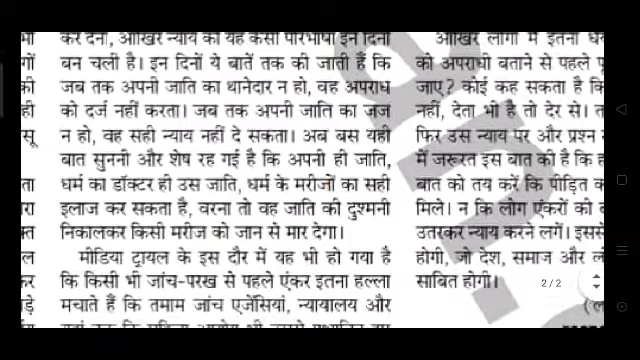 कर देना, आखिर न्याय की यह कैसी परिभाषा इन दिनों
बन चली है। इन दिनों ये बातें तक की जाती हैं कि
जब तक अपनी जाति का थानेदार न हो, वह अपराध
को दर्ज नहीं करता। जब तक अपनी जाति का जज
न हो, वह सही न्याय नहीं दे सकता। अब बस यही
बात सुननी और शेष रह गई है कि अपनी ही जाति,
धर्म का डॉक्टर ही उस जाति, धर्म के मरीजों का सही
इलाज कर सकता है, वरना तो वह जाति की दुश्मनी
निकालकर किसी मरीज को जान से मार देगा।
मीडिया ट्रायल के इस दौर में यह भी हो गया है
कि किसी भी जांच-परख से पहले एंकर इतना हल्ला
मचाते हैं कि तमाम जांच एजेंसियां, न्यायालय और
आखिर लोगों में इतना
को अपराधी बताने से पहले
जाए? कोई कह सकता है कि
नहीं, देता भी है तो देर से।
फिर उस न्याय पर और प्रश्न
में जरूरत इस बात की है कि
बात को तय करें कि पीड़ित
मिले। न कि लोग एंकरों की
उतरकर न्याय करने लगें। इससे
होगी, जो देश, समाज और
साबित होगी।
2/2